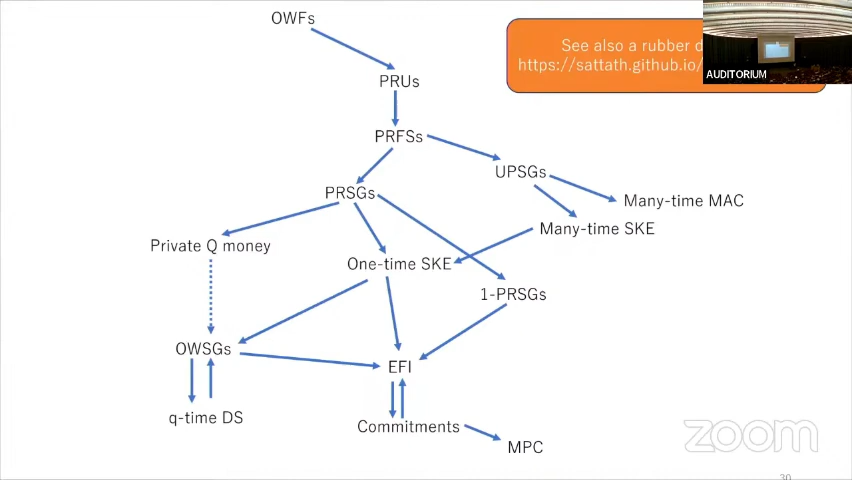 OWFs
See also a rubber
https://sattath.github.io/
AUDITORIUM
PRUs
PRFSs
UPSGs
PRSGs
Many-time MAC
Many-time SKE
Private Q money
One-time SKE
1-PRSGs
OWSGs
EFI
q-time DS
Commitments
MPC
zoom
30